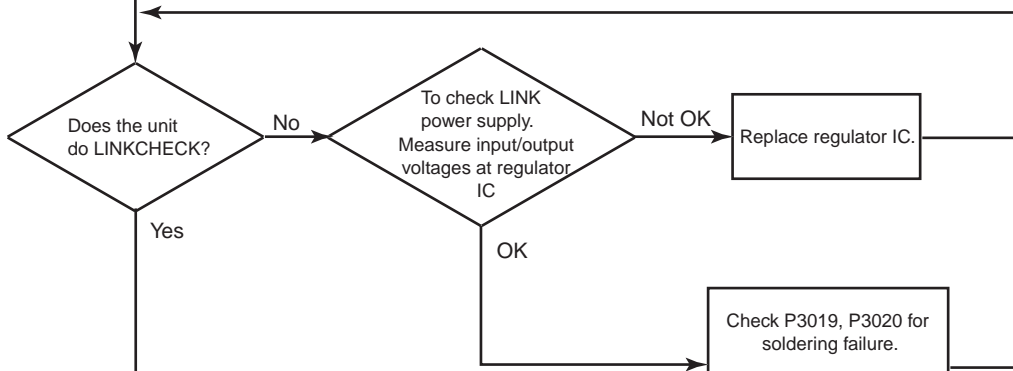 Does the unit
do LINKCHECK?
No
To check LINK
power supply.
Measure input/output
voltages at regulator
IC
Not OK
Replace regulator IC.
Yes
OK
Check P3019, P3020 for
soldering failure.